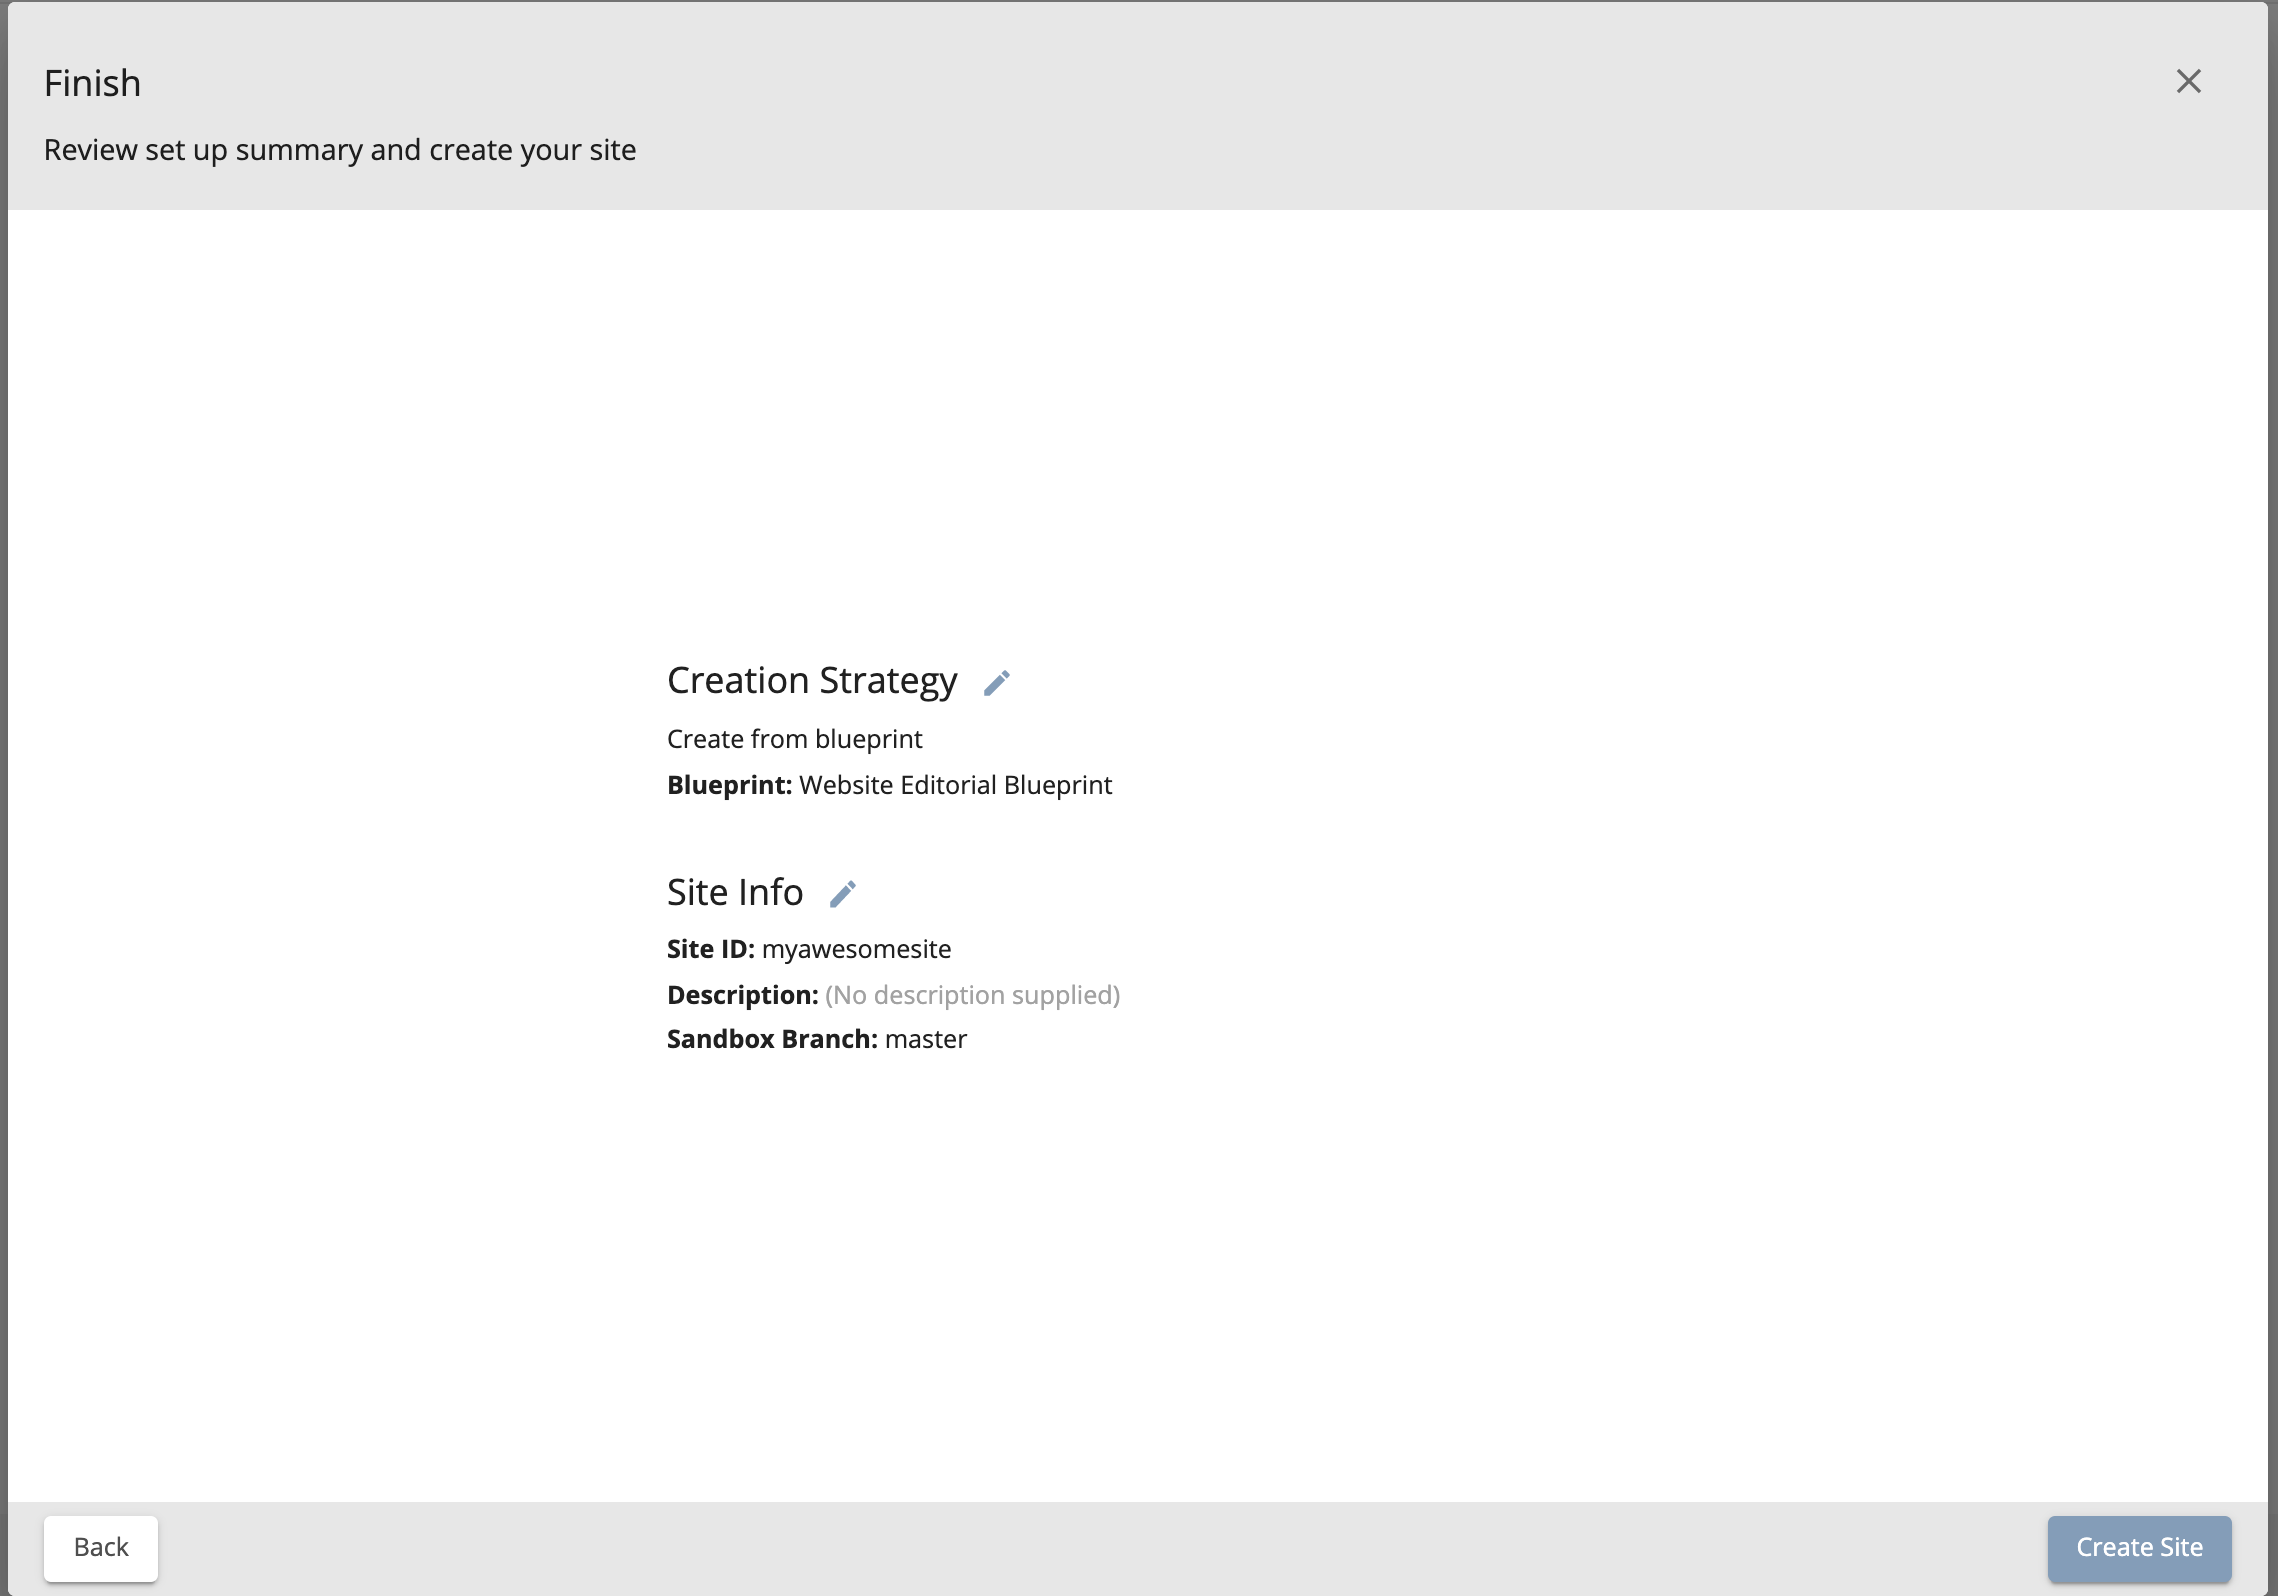 Finish
Review set up summary and create your site
Creation Strategy
Create from blueprint
Blueprint: Website Editorial Blueprint
Site Info
Site ID: myawesomesite
Description: (No description supplied)
Sandbox Branch: master
Back
Create Site